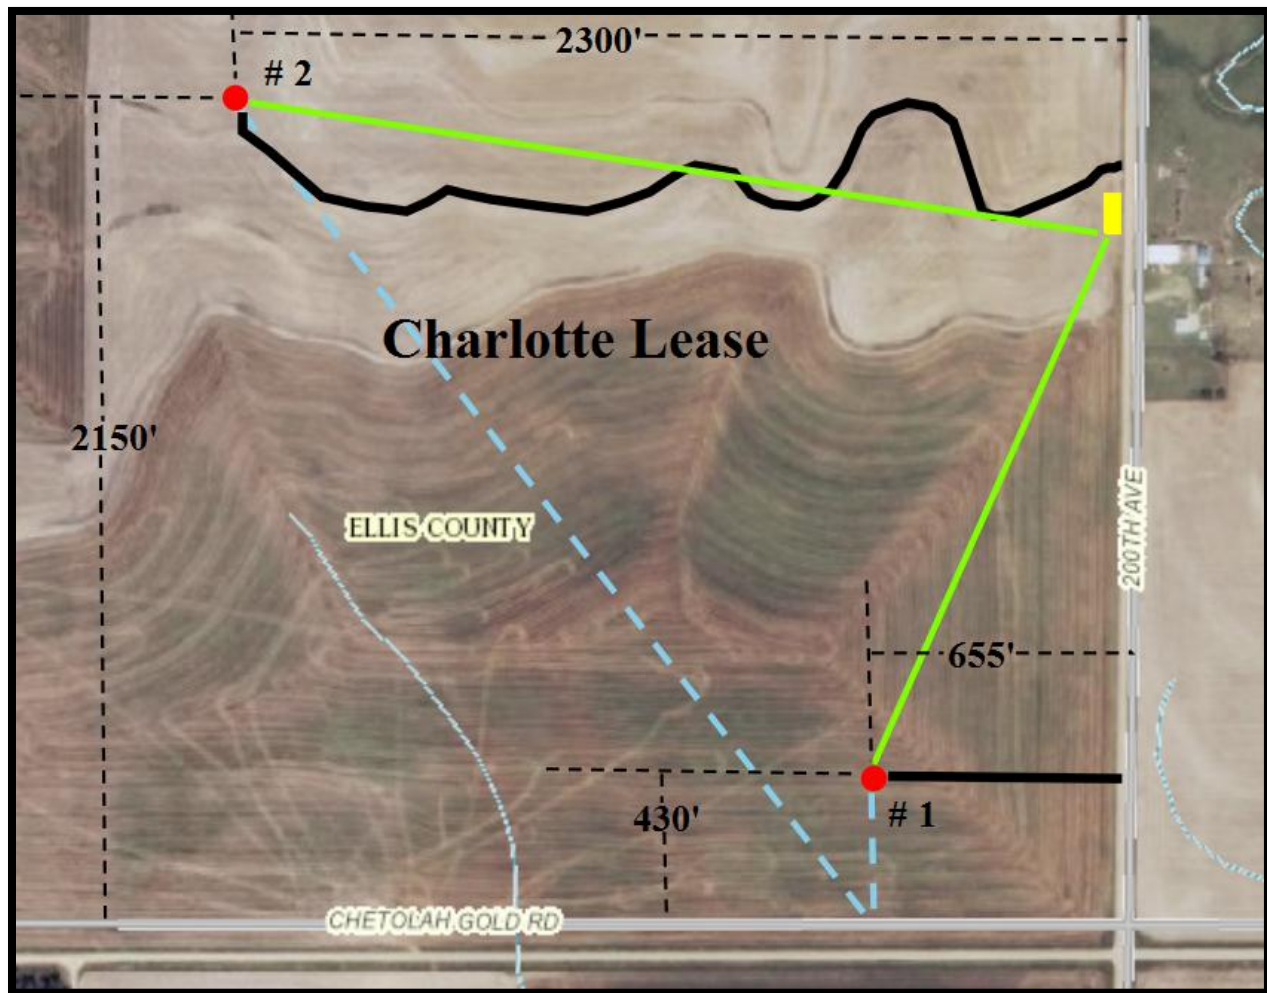 2300'
# 2
Charlotte Lease
2150'
ELLIS COUNTY
200TH AVE
655'
430'
# 1
CHETOLAH GOLD RD